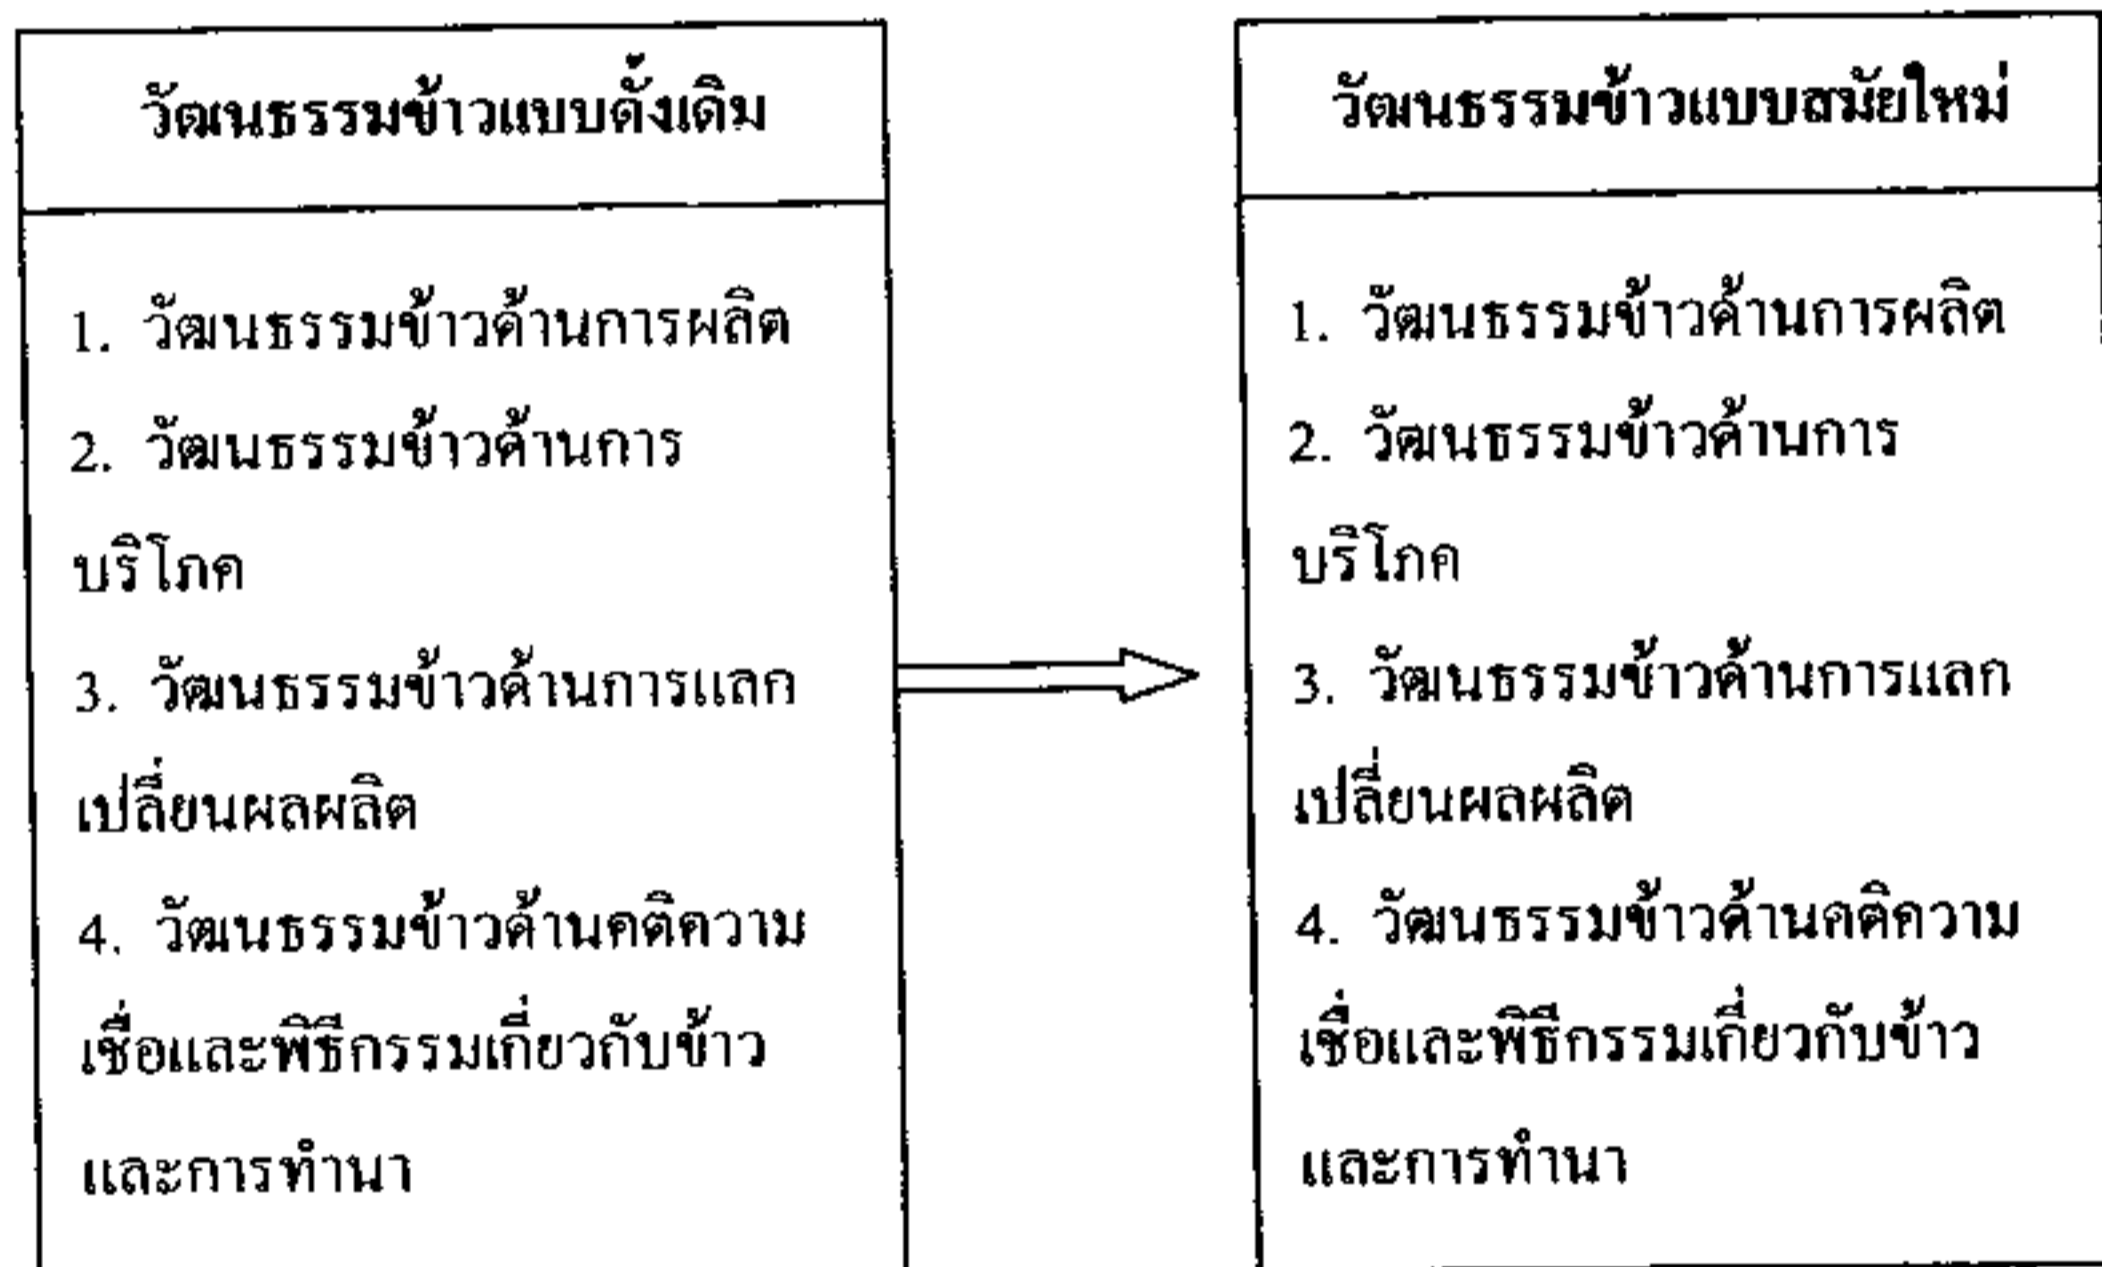 วัฒนธรรมข้าวแบบดั้งเดิม
1. วัฒนธรรมข้าวด้านการผลิต
2. วัฒนธรรมข้าวด้านการ
บริโภค
3. วัฒนธรรมข้าวด้านการแลก
เปลี่ยนผลผลิต
4. วัฒนธรรมข้าวด้านคติความ
เชื่อและพิธีกรรมเกี่ยวกับข้าว
และการทำนา
วัฒนธรรมข้าวแบบสมัยใหม่
1. วัฒนธรรมข้าวด้านการผลิต
2. วัฒนธรรมข้าวด้านการ
บริโภค
3. วัฒนธรรมข้าวด้านการแลก
เปลี่ยนผลผลิต
4. วัฒนธรรมข้าวด้านคติความ
เชื่อและพิธีกรรมเกี่ยวกับข้าว
และการทำนา